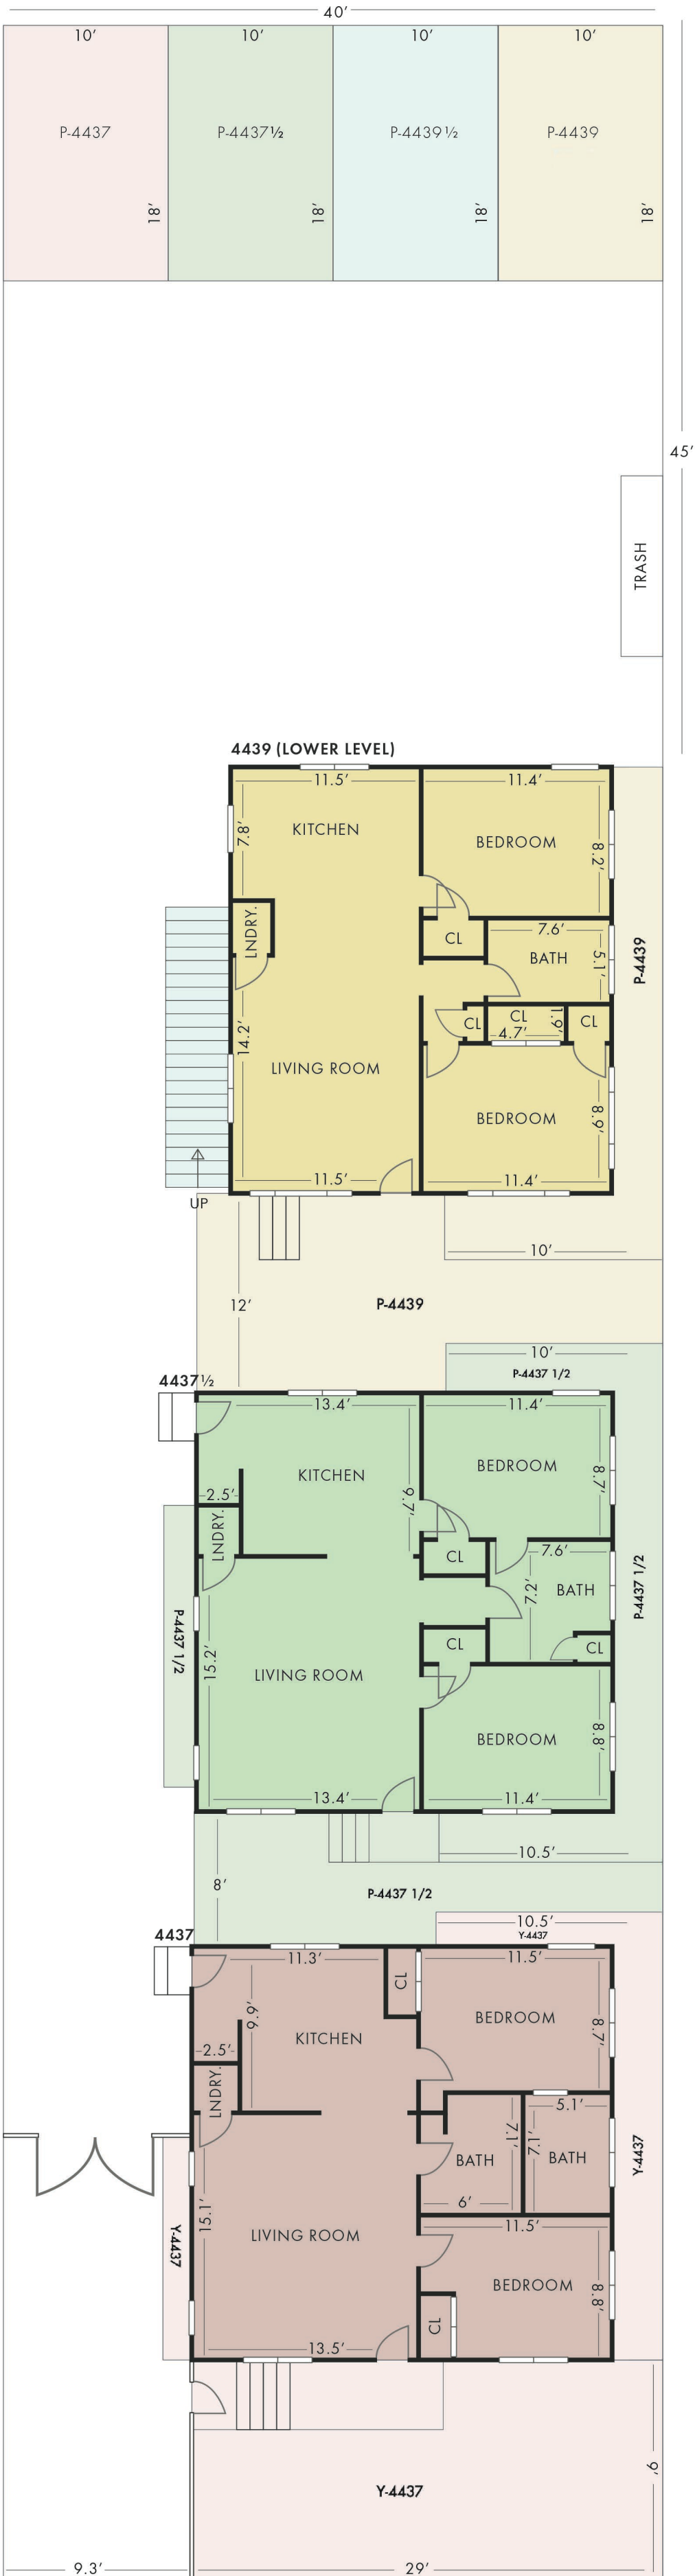 40’
10’ 10’ 10’ 10’
P-4437 P-4437½ P-4439½ P-4439
18’ 18’ 18’ 18’
45’
TRASH
4439 (LOWER LEVEL)
11.5’ 11.4’
KITCHEN
7.8’
BEDROOM
8.2’
LNDRY.
CL
7.6’
BATH
5.1’
P-4439
CL
CL
4.7’
1.9’
CL
14.2’
LIVING ROOM
BEDROOM
8.9’
11.5’ 11.4’
UP
10’
12’
P-4439
10’
P-4437 1/2
4437½
13.4’ 11.4’
KITCHEN
BEDROOM
9.7’
8.7’
2.5’
LNDRY.
CL
7.6’
7.2’
BATH
P-4437 1/2
P-4437 1/2
15.2’
CL
CL
LIVING ROOM
BEDROOM
8.8’
13.4’ 11.4’
10.5’
8’
P-4437 1/2
10.5’
Y-4437
4437
11.3’
CL
11.5’
9.9’
KITCHEN
BEDROOM
8.7’
2.5’
LNDRY.
5.1’
7.1’
7.1’
BATH
BATH
Y-4437
6’
15.1’
Y-4437
LIVING ROOM
11.5’
BEDROOM
8.8’
CL
13.5’
9’
Y-4437
9.3’ 29’